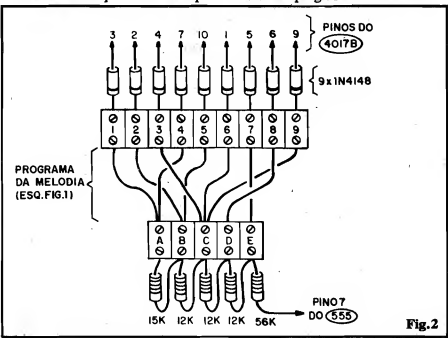 3 2 4 7 10 1 5 6 9
PINOS DO
4017B
9x1N4148
1 2 3 4 5 6 7 8 9
PROGRAMA
DA MELODIA
(ESQ.FIG.1)
A B C D E
15K 12K 12K 12K 56K
PINO 7
DO 555
Fig.2